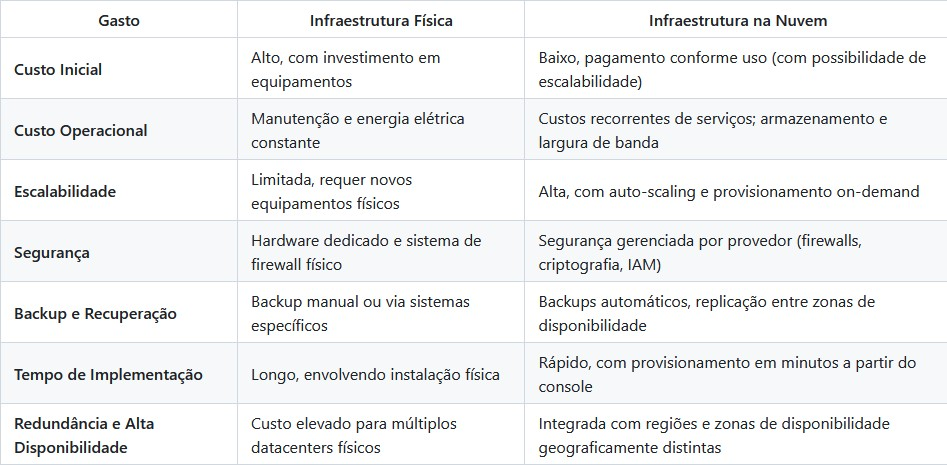 Gasto Infraestrutura Física Infraestrutura na Nuvem
Custo Inicial
Alto, com investimento em
equipamentos
Baixo, pagamento conforme uso (com possibilidade de
escalabilidade)
Custo Operacional
Manutenção e energia elétrica
constante
Custos recorrentes de serviços; armazenamento e
largura de banda
Escalabilidade
Limitada, requer novos
equipamentos físicos
Alta, com auto-scaling e provisionamento on-demand
Segurança
Hardware dedicado e sistema de
firewall físico
Segurança gerenciada por provedor (firewalls,
criptografia, IAM)
Backup e Recuperação
Backup manual ou via sistemas
específicos
Backups automáticos, replicação entre zonas de
disponibilidade
Tempo de Implementação
Longo, envolvendo instalação física
Rápido, com provisionamento em minutos a partir do
console
Redundância e Alta
Disponibilidade
Custo elevado para múltiplos
datacenters físicos
Integrada com regiões e zonas de disponibilidade
geograficamente distintas